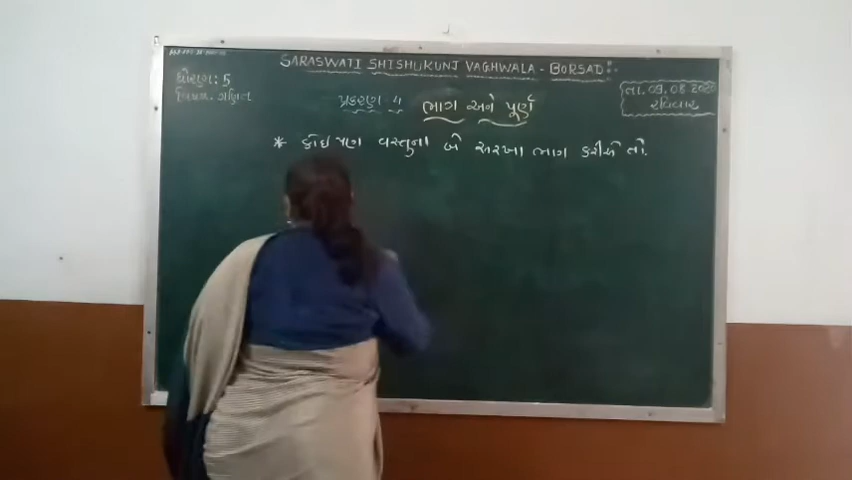 SARASWATI SHISHUKUNJ VAGHWALA - BORSAD
ધોરણ: 5
વિષય: ગણિત
તા. 09.08.2020
રવિવાર
પ્રકરણ - 4 ભાગ અને પૂર્ણ
* કોઇ પણ વસ્તુના બે સરખા ભાગ કરીએ તો.